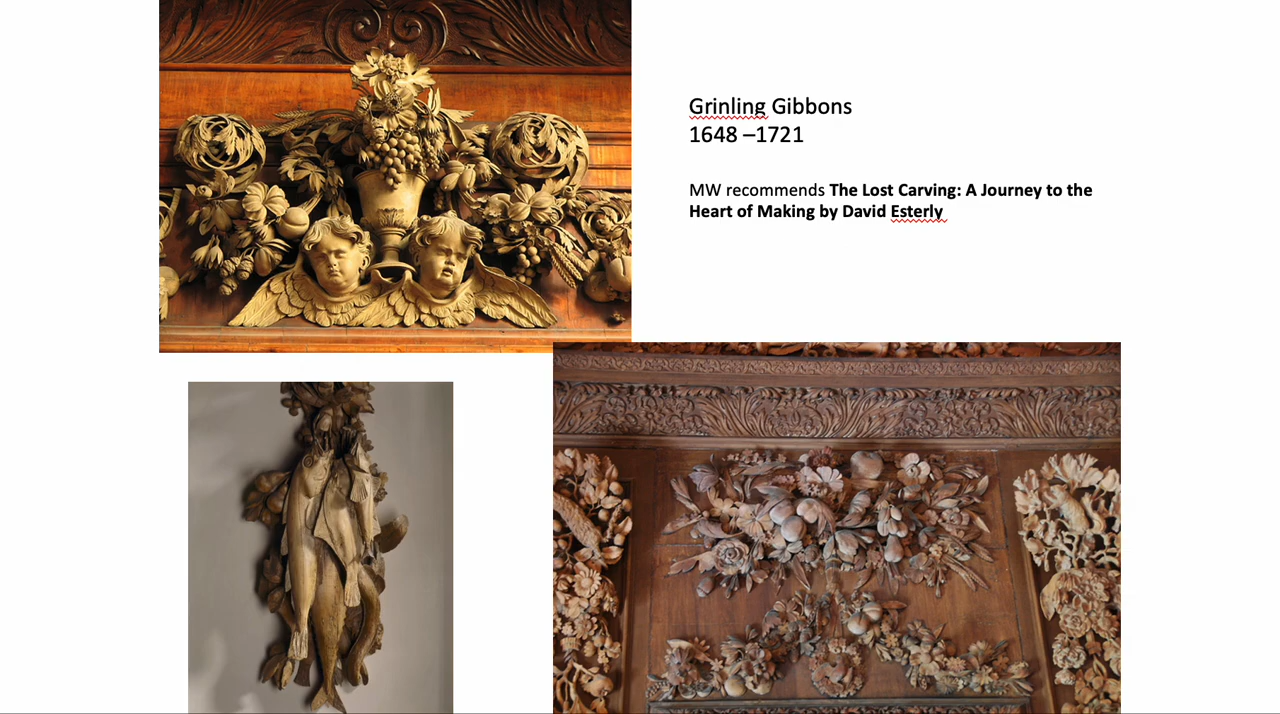 Grinling Gibbons
1648 –1721
MW recommends The Lost Carving: A Journey to the
Heart of Making by David Esterly